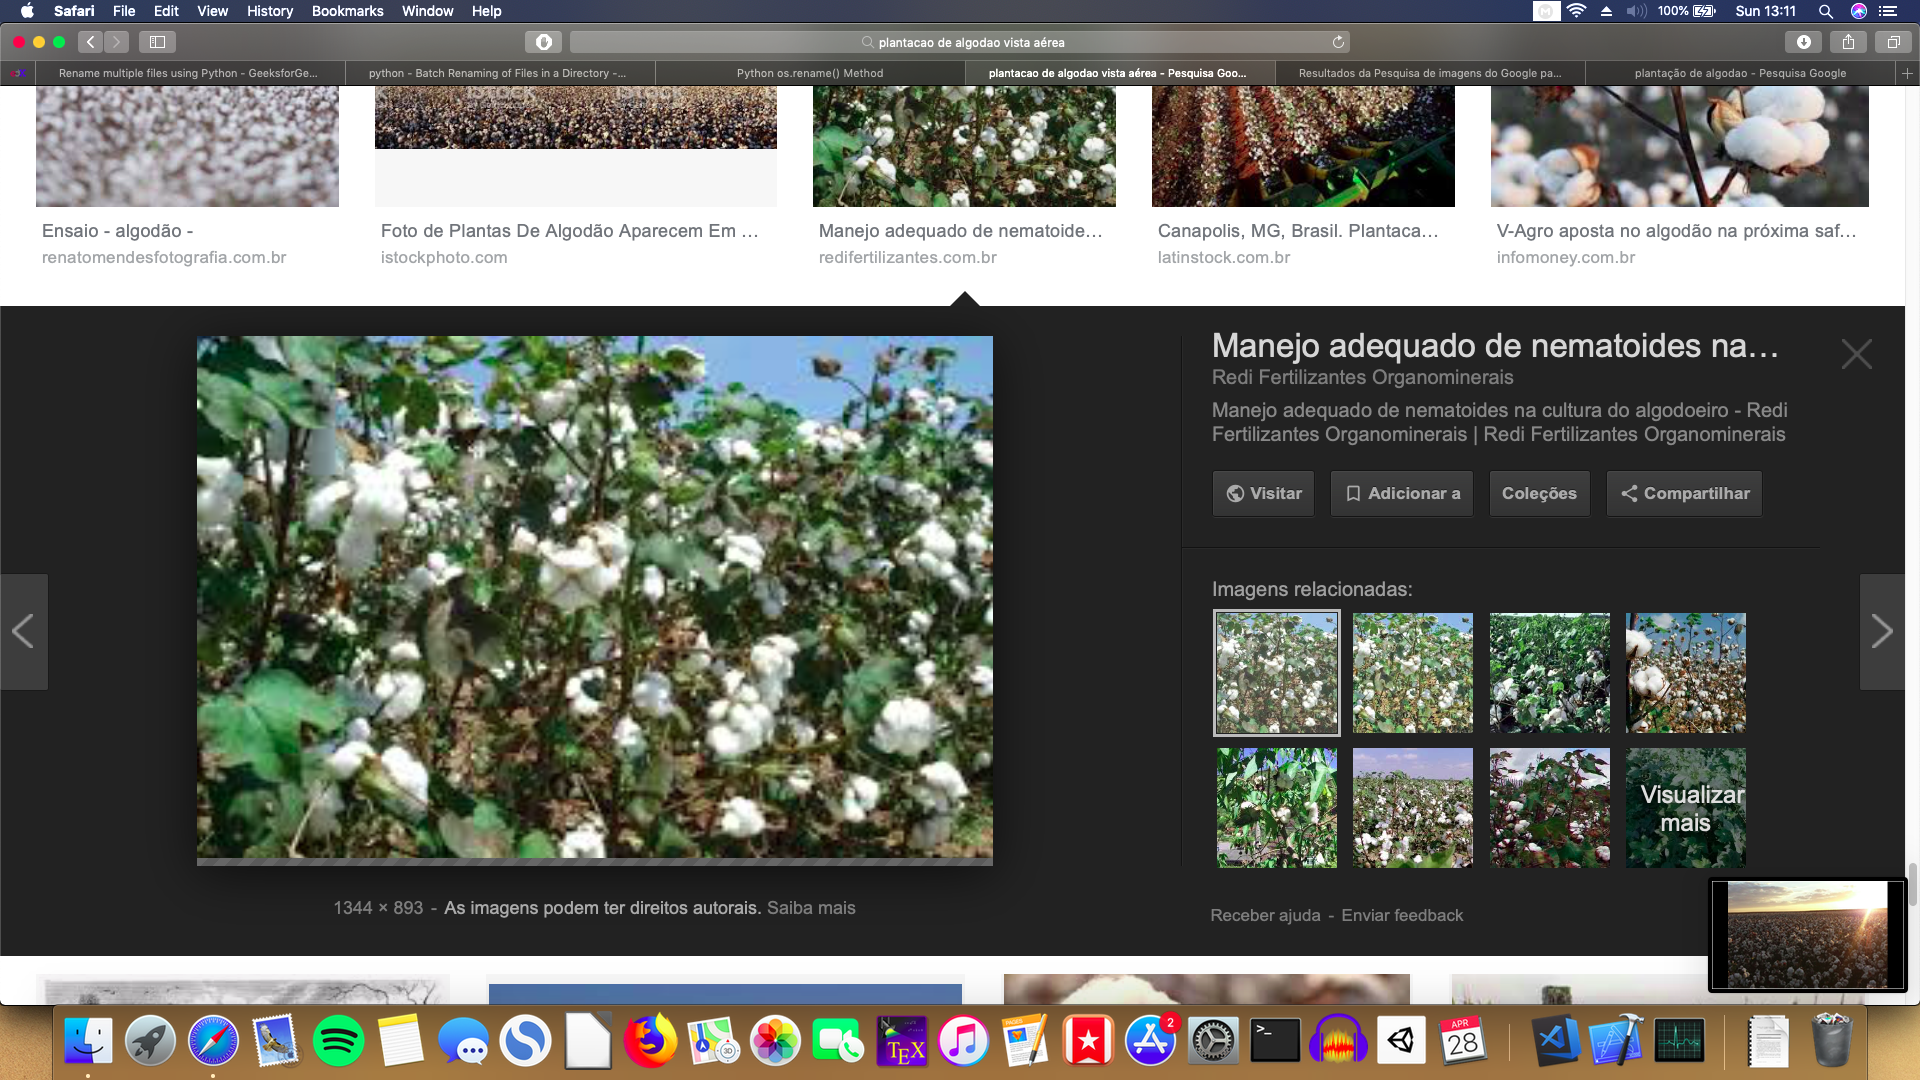 Safari File Edit View History Bookmarks Window Help 100% Sun 13:11
plantacao de algodao vista aérea
Rename multiple files using Python - GeeksforGe... python - Batch Renaming of Files in a Directory -... Python os.rename() Method plantacao de algodao vista aérea - Pesquisa Goo... Resultados da Pesquisa de imagens do Google pa... plantação de algodao - Pesquisa Google
Ensaio - algodão - Foto de Plantas De Algodão Aparecem Em ... Manejo adequado de nematoide... Canapolis, MG, Brasil. Plantaca... V-Agro aposta no algodão na próxima saf...
renatomendesfotografia.com.br istockphoto.com redifertilizantes.com.br latinstock.com.br infomoney.com.br
Manejo adequado de nematoides na...
Redi Fertilizantes Organominerais
Manejo adequado de nematoides na cultura do algodoeiro - Redi
Fertilizantes Organominerais | Redi Fertilizantes Organominerais
Visitar Adicionar a Coleções Compartilhar
Imagens relacionadas:
Visualizar
mais
1344 × 893 - As imagens podem ter direitos autorais. Saiba mais
Receber ajuda - Enviar feedback
3D
TEX
2
APR
28